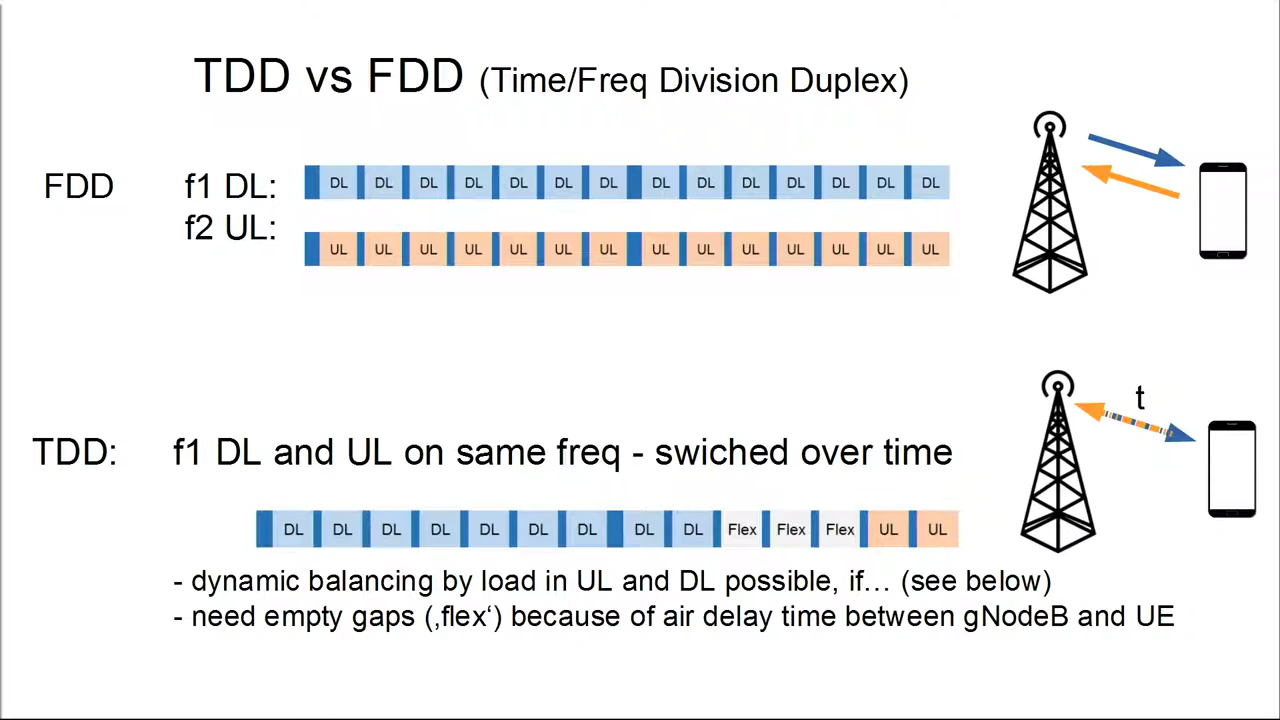 TDD vs FDD (Time/Freq Division Duplex)
FDD f1 DL:
DL DL DL DL DL DL DL DL DL DL DL DL DL DL
f2 UL:
UL UL UL UL UL UL UL UL UL UL UL UL UL UL
t
TDD: f1 DL and UL on same freq - swiched over time
DL DL DL DL DL DL DL DL DL Flex Flex Flex UL UL
- dynamic balancing by load in UL and DL possible, if… (see below)
- need empty gaps (‚flex‘) because of air delay time between gNodeB and UE